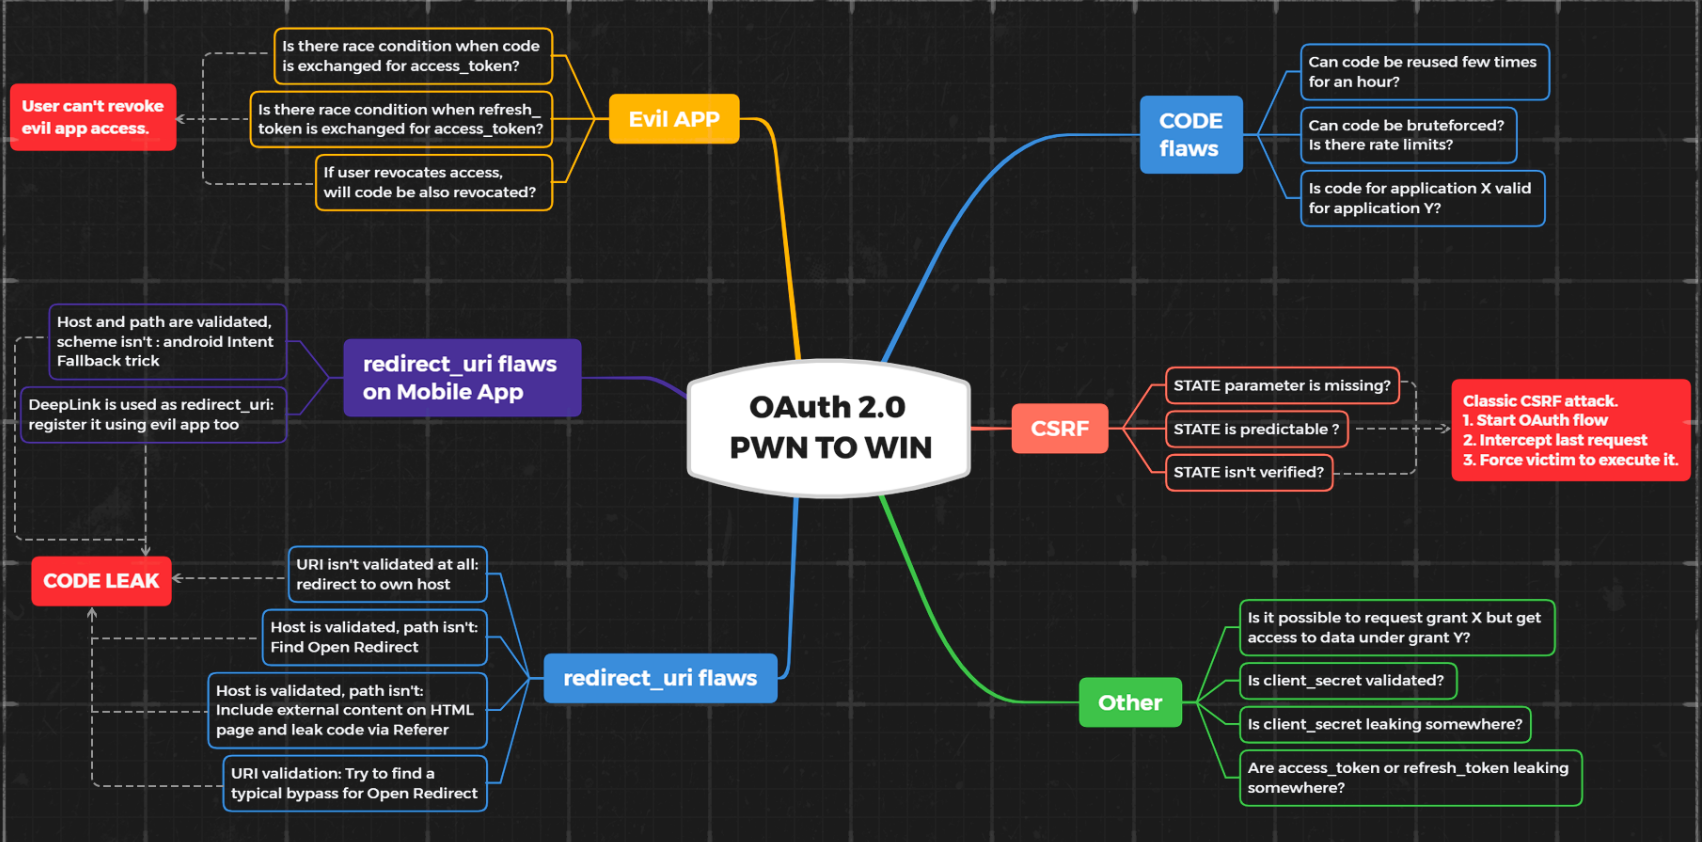 Is there race condition when code
is exchanged for access_token?
Is there race condition when refresh_
token is exchanged for access_token?
If user revocates access,
will code be also revocated?
User can't revoke
evil app access.
Evil APP
CODE
flaws
Can code be reused few times
for an hour?
Can code be bruteforced?
Is there rate limits?
Is code for application X valid
for application Y?
Host and path are validated,
scheme isn't : android Intent
Fallback trick
DeepLink is used as redirect_uri:
register it using evil app too
redirect_uri flaws
on Mobile App
OAuth 2.0
PWN TO WIN
CSRF
STATE parameter is missing?
STATE is predictable ?
STATE isn't verified?
Classic CSRF attack.
1. Start OAuth flow
2. Intercept last request
3. Force victim to execute it.
CODE LEAK
URI isn't validated at all:
redirect to own host
Host is validated, path isn't:
Find Open Redirect
Host is validated, path isn't:
Include external content on HTML
page and leak code via Referer
URI validation: Try to find a
typical bypass for Open Redirect
redirect_uri flaws
Other
Is it possible to request grant X but get
access to data under grant Y?
Is client_secret validated?
Is client_secret leaking somewhere?
Are access_token or refresh_token leaking
somewhere?